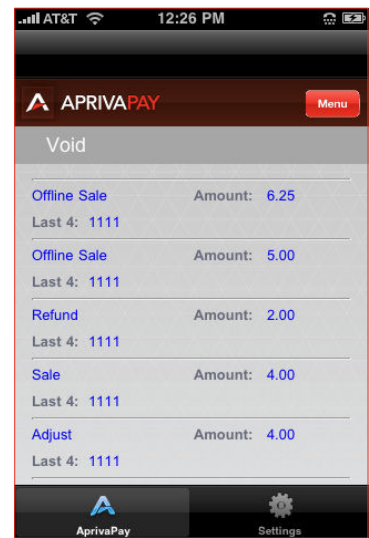 AT&T 12:26 PM
APRIVAPAY Menu
Void
Offline Sale Amount: 6.25
Last 4: 1111
Offline Sale Amount: 5.00
Last 4: 1111
Refund Amount: 2.00
Last 4: 1111
Sale Amount: 4.00
Last 4: 1111
Adjust Amount: 4.00
Last 4: 1111
AprivaPay Settings